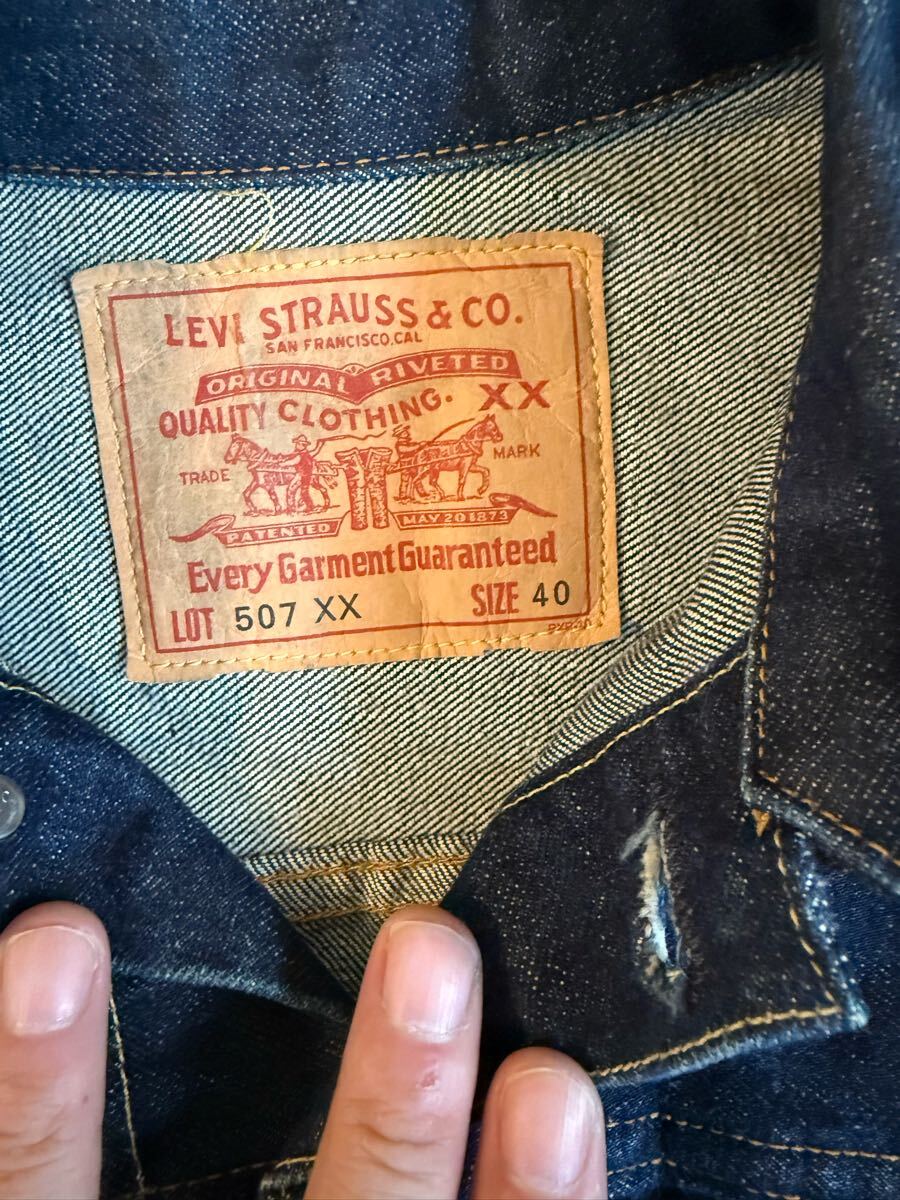 LEVI STRAUSS & CO.
SAN FRANCISCO, CAL
ORIGINAL RIVETED
QUALITY CLOTHING. XX
TRADE MARK
PATENTED MAY 20 1873
Every Garment Guaranteed
LOT 507 XX SIZE 40